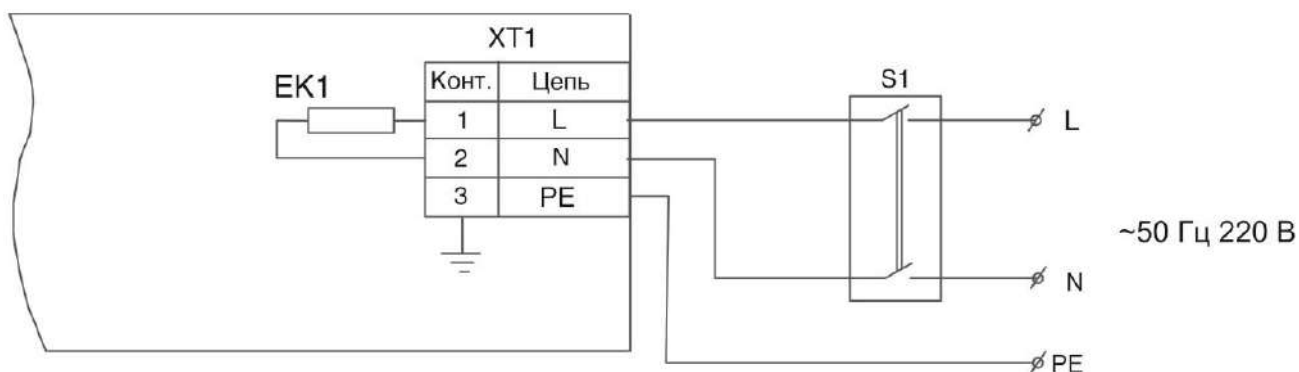 XT1
EK1
Конт. Цепь
1 L
2 N
3 PE
S1
L
~50 Гц 220 В
N
PE